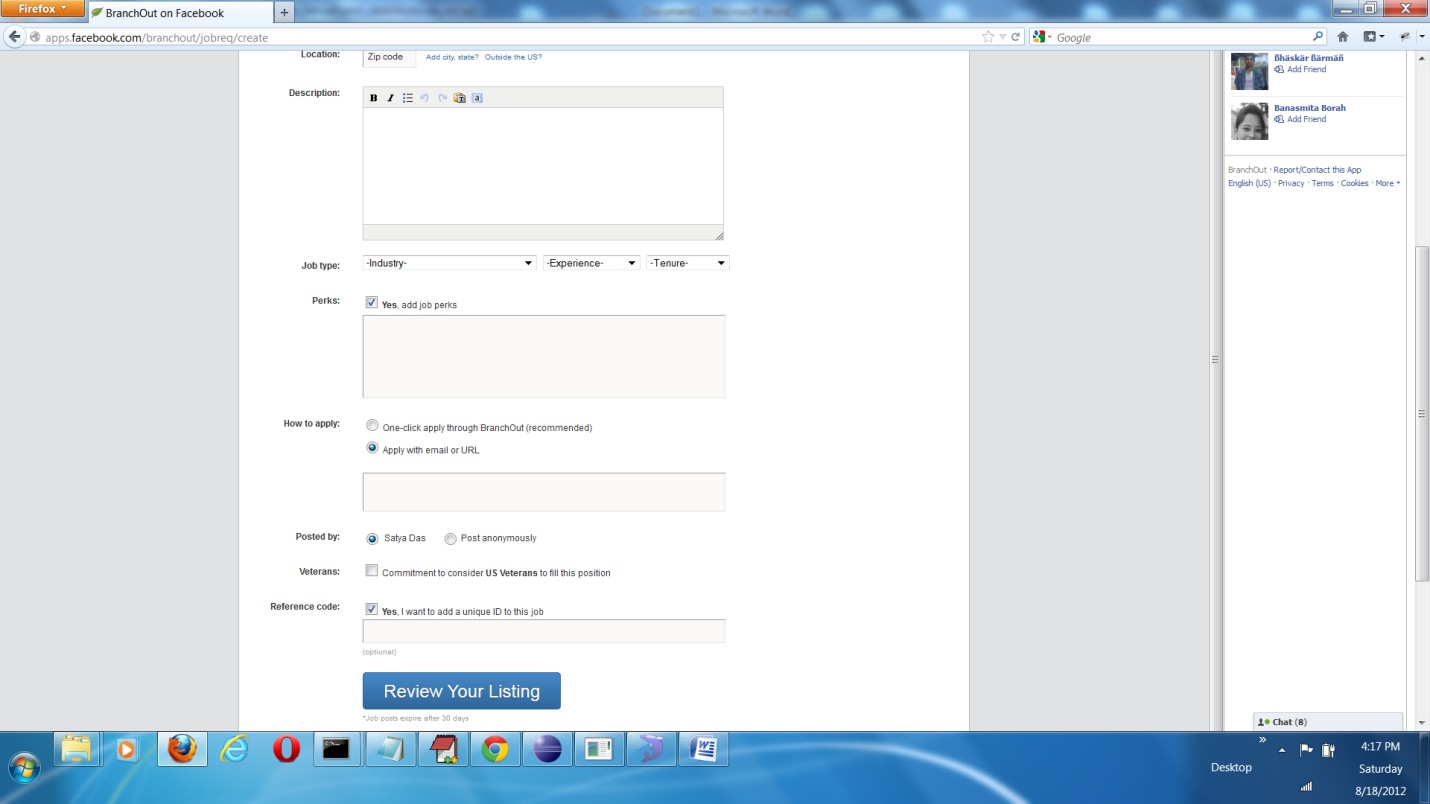 Firefox
BranchOut on Facebook
apps.facebook.com/branchout/jobreq/create
Google
Location:
Zip code
Add city, state? Outside the US?
Description:
B I
Job type:
-Industry- -Experience- -Tenure-
Perks:
Yes, add job perks
How to apply:
One-click apply through BranchOut (recommended)
Apply with email or URL
Posted by:
Satya Das Post anonymously
Veterans:
Commitment to consider US Veterans to fill this position
Reference code:
Yes, I want to add a unique ID to this job
(optional)
Review Your Listing
*Job posts expire after 30 days
ßhäskär ßärmäñ
Add Friend
Banasmita Borah
Add Friend
BranchOut · Report/Contact this App
English (US) · Privacy · Terms · Cookies · More
Chat (8)
Desktop
4:17 PM
Saturday
8/18/2012